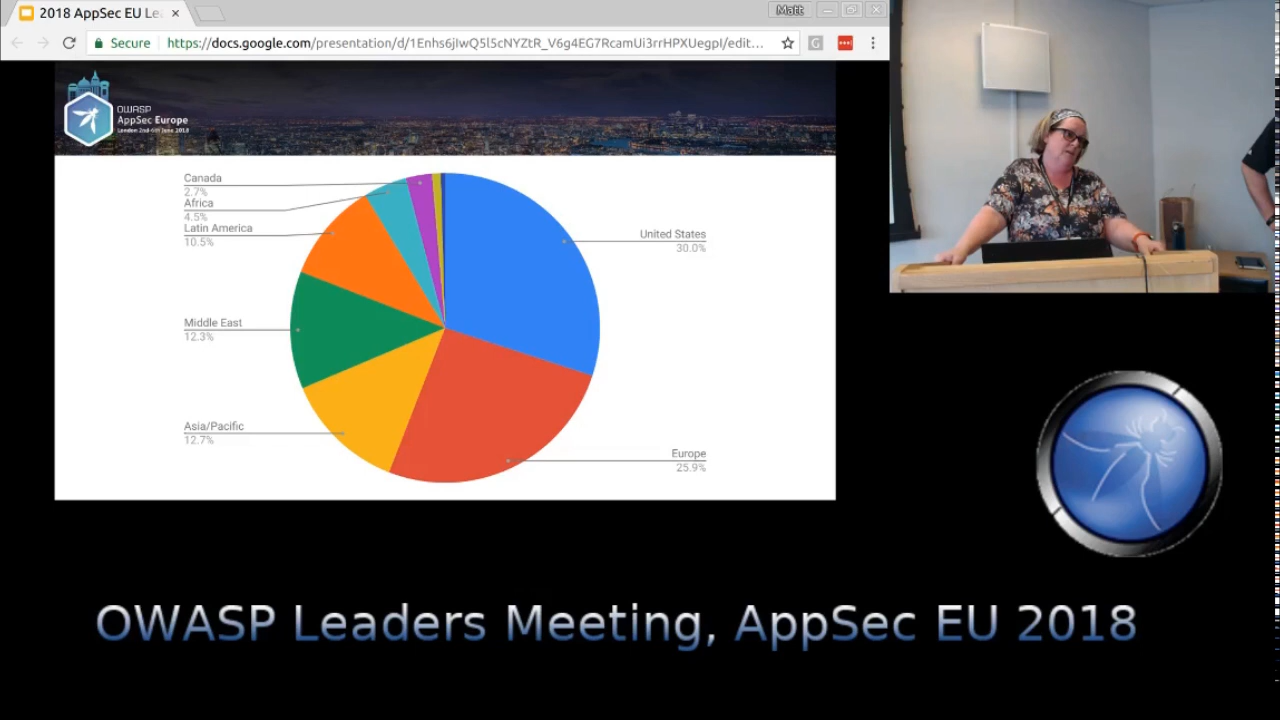 2018 AppSec EU Le
Matt
Secure
https://docs.google.com/presentation/d/1Enhs6jIwQ5l5cNYZtR_V6g4EG7RcamUi3rrHPXUegpI/edit...
OWASP
AppSec Europe
London 2nd-6th June 2018
Canada
2.7%
Africa
4.5%
Latin America
10.5%
United States
30.0%
Middle East
12.3%
Asia/Pacific
12.7%
Europe
25.9%
OWASP Leaders Meeting, AppSec EU 2018